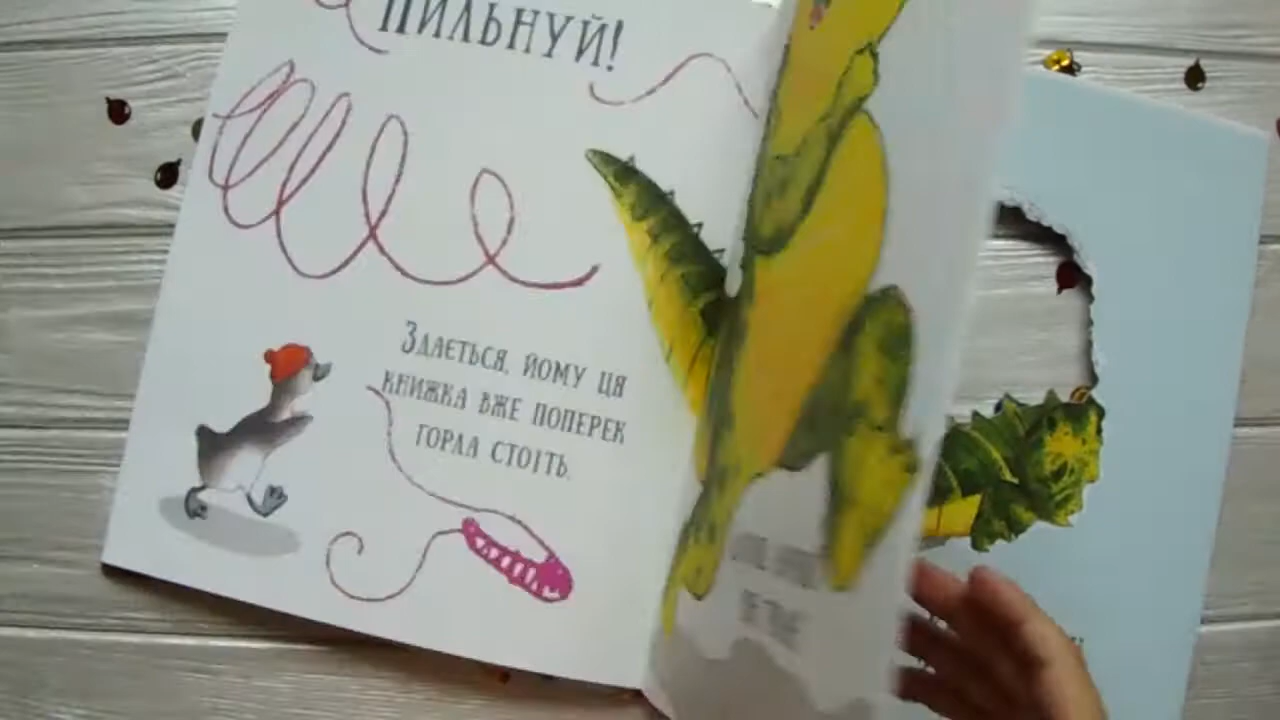 ПИЛЬНУЙ!
Здається, йому ця
книжка вже поперек
горла стоїть.